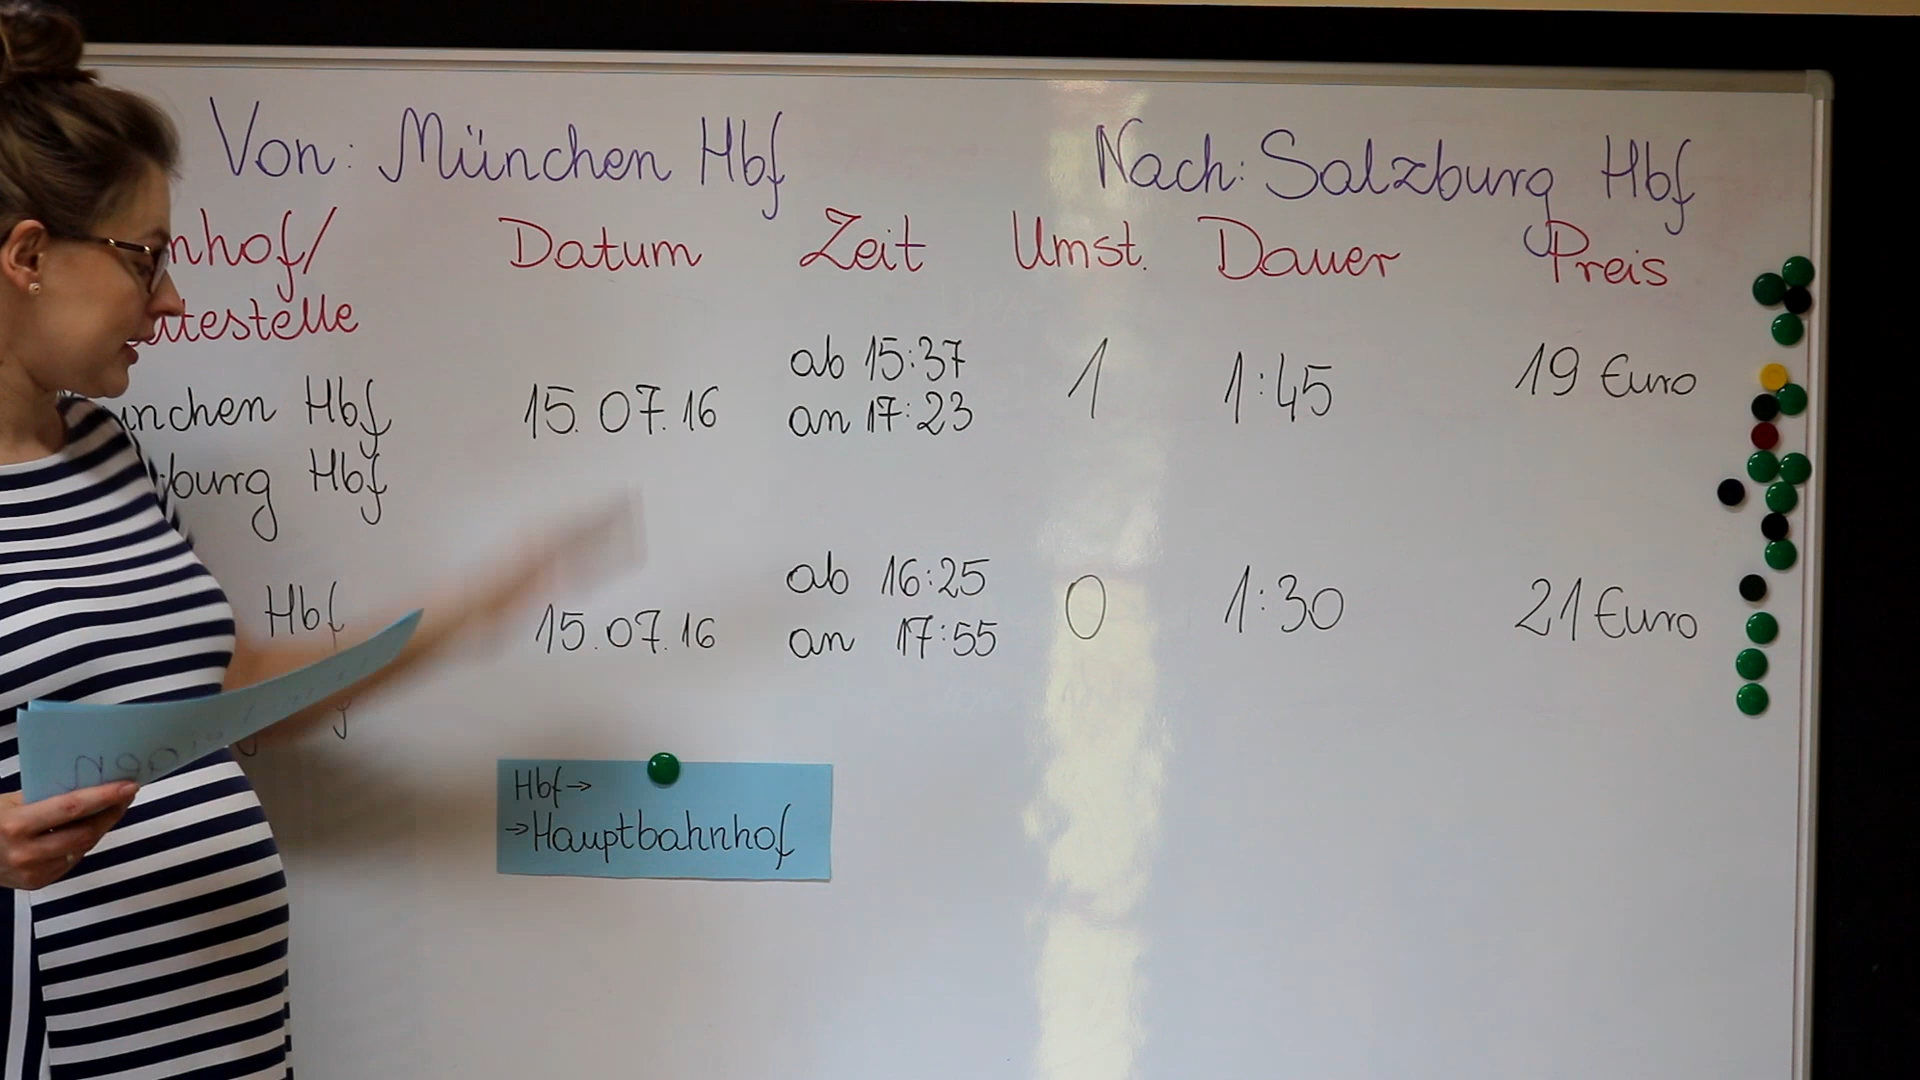 Von: München Hbf
Nach: Salzburg Hbf
Datum Zeit Umst. Dauer Preis
Hbf 15.07.16 ab 15:37 1 1:45 19 Euro
an 17:23
Hbf
Hbf 15.07.16 ab 16:25 0 1:30 21 Euro
an 17:55
Hbf→
→Hauptbahnhof